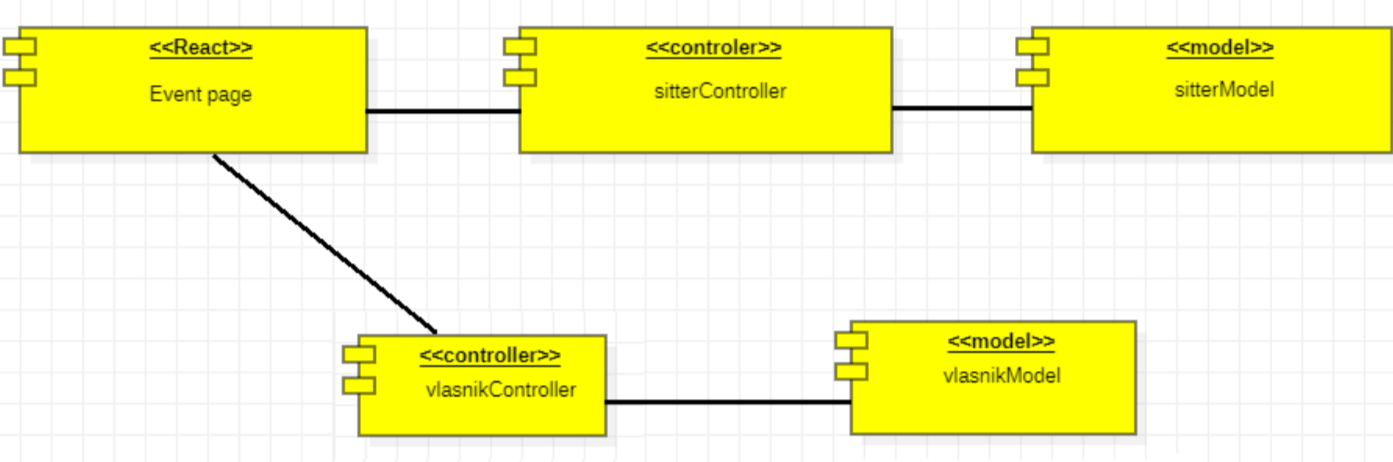 <<React>>
Event page
<<controler>>
sitterController
<<model>>
sitterModel
<<controller>>
vlasnikController
<<model>>
vlasnikModel